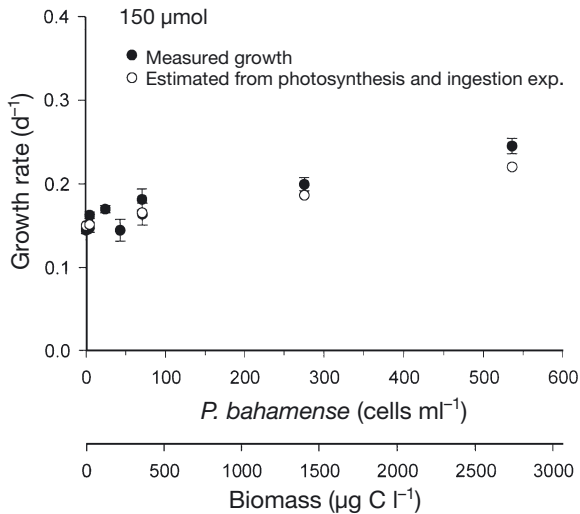 150 µmol
Measured growth
Estimated from photosynthesis and ingestion exp.
Growth rate (d⁻¹)
0.4
0.3
0.2
0.1
0.0
0 100 200 300 400 500 600
P. bahamense (cells ml⁻¹)
0 500 1000 1500 2000 2500 3000
Biomass (µg C l⁻¹)